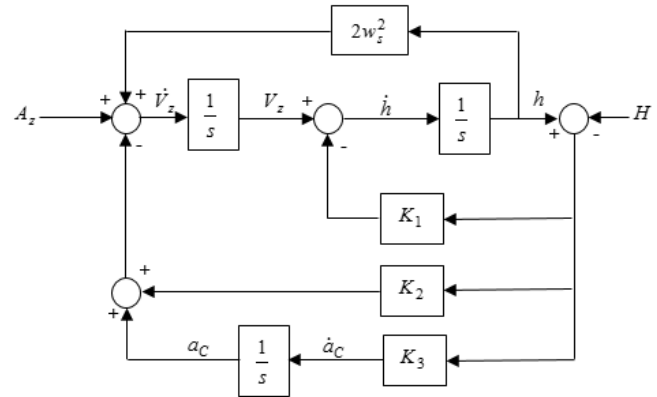 2w_s^2
+ + V̇_z 1/s V_z + ḣ 1/s h
A_z - - + - H
K_1
+ K_2
+ a_C 1/s ȧ_C K_3